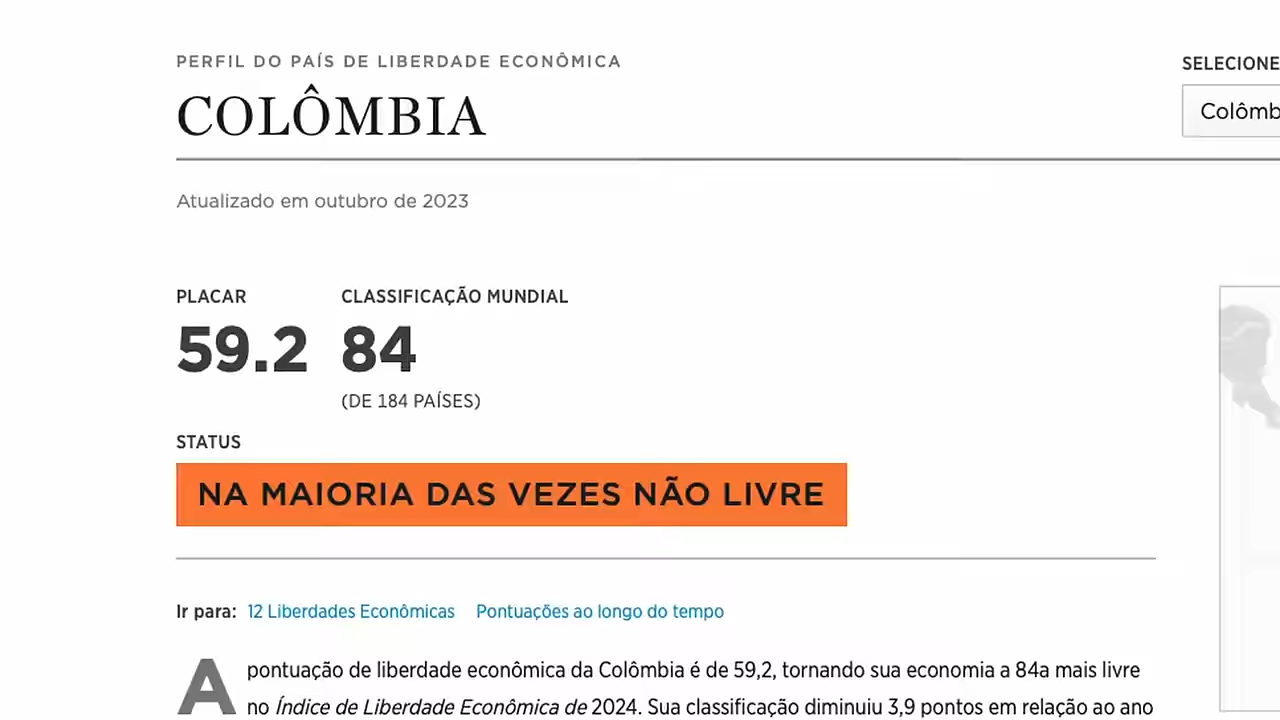 PERFIL DO PAÍS DE LIBERDADE ECONÔMICA
COLÔMBIA
SELECIONE
Colômb
Atualizado em outubro de 2023
PLACAR
CLASSIFICAÇÃO MUNDIAL
59.2
84
(DE 184 PAÍSES)
STATUS
NA MAIORIA DAS VEZES NÃO LIVRE
Ir para: 12 Liberdades Econômicas Pontuações ao longo do tempo
A pontuação de liberdade econômica da Colômbia é de 59,2, tornando sua economia a 84a mais livre
no Índice de Liberdade Econômica de 2024. Sua classificação diminuiu 3,9 pontos em relação ao ano